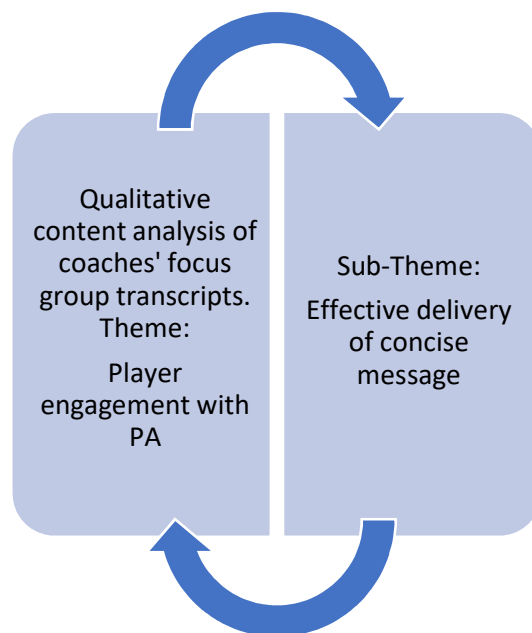 Qualitative
content analysis of
coaches' focus
group transcripts.
Theme:
Player
engagement with
PA
Sub-Theme:
Effective delivery
of concise
message